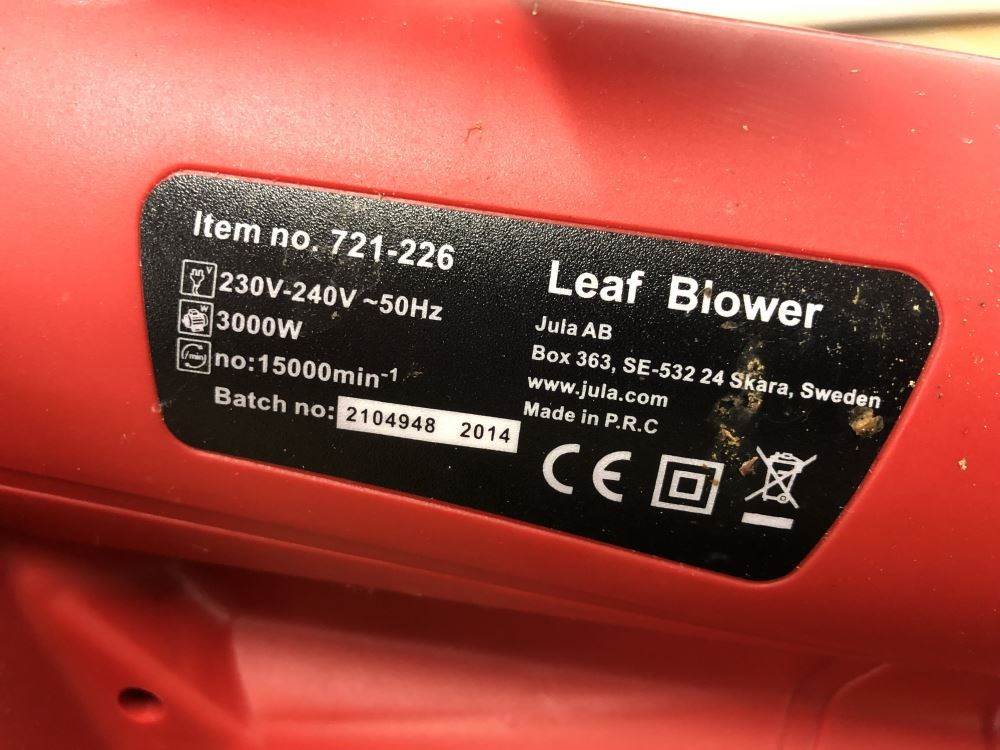 Item no. 721-226
V
230V-240V ~50Hz
W
3000W
/min
no:15000min⁻¹
Batch no: 2104948 2014
Leaf Blower
Jula AB
Box 363, SE-532 24 Skara, Sweden
www.jula.com
Made in P.R.C
CE